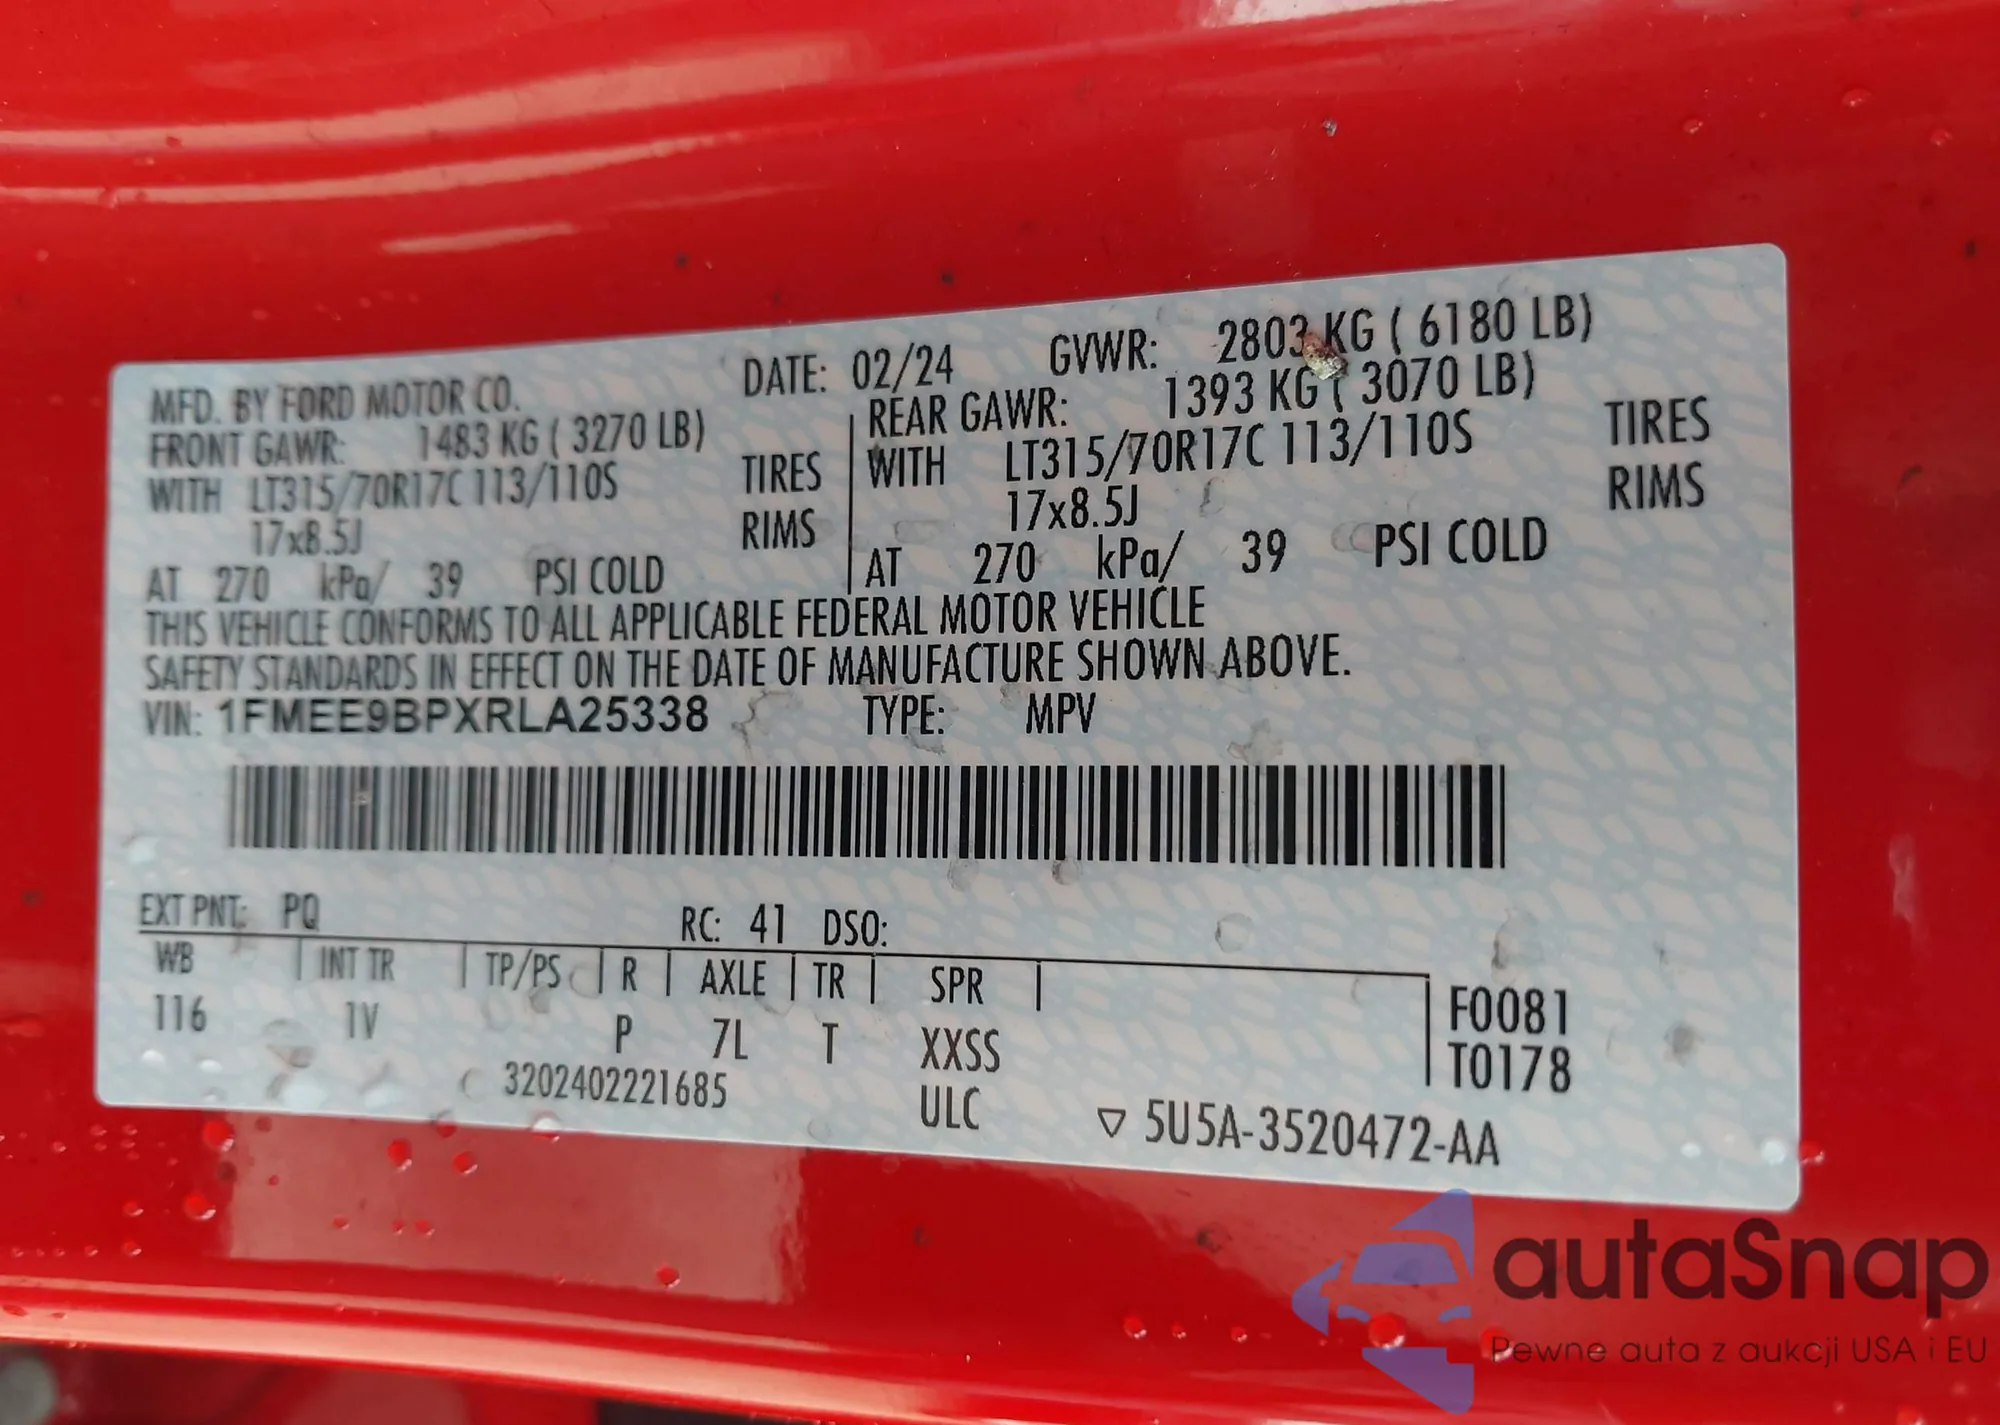 MFD. BY FORD MOTOR CO. DATE: 02/24 GVWR: 2803 KG ( 6180 LB)
FRONT GAWR: 1483 KG ( 3270 LB) REAR GAWR: 1393 KG ( 3070 LB)
WITH LT315/70R17C 113/110S TIRES WITH LT315/70R17C 113/110S TIRES
17x8.5J RIMS 17x8.5J RIMS
AT 270 kPa/ 39 PSI COLD AT 270 kPa/ 39 PSI COLD
THIS VEHICLE CONFORMS TO ALL APPLICABLE FEDERAL MOTOR VEHICLE
SAFETY STANDARDS IN EFFECT ON THE DATE OF MANUFACTURE SHOWN ABOVE.
VIN: 1FMEE9BPXRLA25338 TYPE: MPV
EXT PNT: PQ RC: 41 DSO:
WB INT TR TP/PS R AXLE TR SPR
116 1V P 7L T XXSS
F0081
T0178
3202402221685 ULC
▽ 5U5A-3520472-AA
autaSnap
Pewne auta z aukcji USA i EU